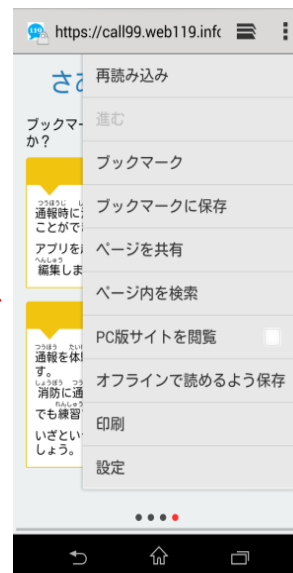 119
https://call99.web119.info
さあ
再読み込み
進む
ブックマーク
ブックマー
か？
ブックマークに保存
つうほうじ
通報時に
ことがで
ページを共有
アプリを
へんしゅう
編集しま
ページ内を検索
PC版サイトを閲覧
つうほう たい
通報を体
す。
しょうぼう つう
消防に通
れんしゅう
でも練習
オフラインで読めるよう保存
いざとい
しょう。
印刷
設定